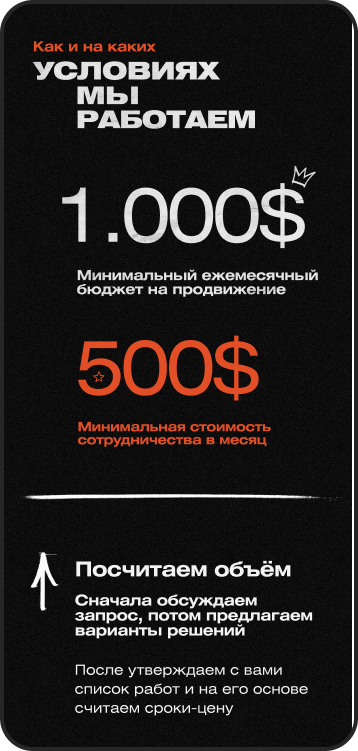 Как и на каких
УСЛОВИЯХ
МЫ
РАБОТАЕМ
1.000$
Минимальный ежемесячный
бюджет на продвижение
500$
Минимальная стоимость
сотрудничества в месяц
Посчитаем объём
Сначала обсуждаем
запрос, потом предлагаем
варианты решений
После утверждаем с вами
список работ и на его основе
считаем сроки-цену